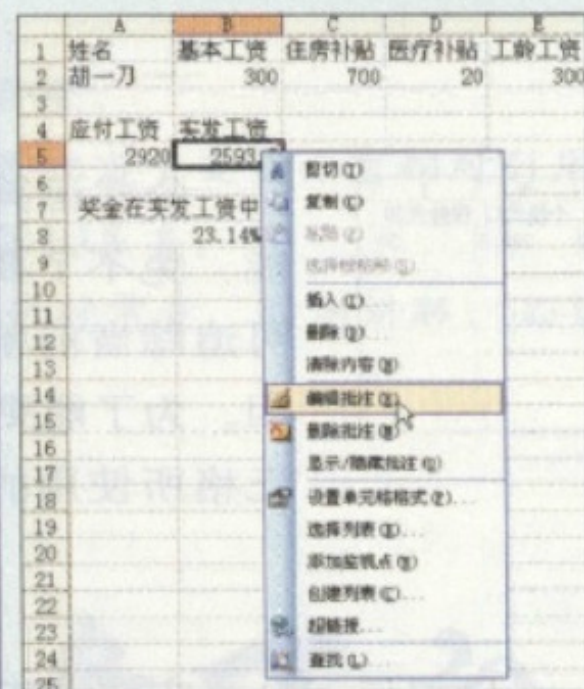 A B C D E
1 姓名 基本工资 住房补贴 医疗补贴 工龄工资
2 胡一刀 300 700 20 300
3
4 应付工资 实发工资
5 2920 2593.
6
7 奖金在实发工资中
8 23.14%
9
10
11
12
13
14
15
16
17
18
19
20
21
22
23
24
25
剪切(T)
复制(C)
粘贴(P)
选择性粘贴(S)...
插入(I)...
删除(D)...
清除内容(N)
编辑批注(E)
删除批注(M)
显示/隐藏批注(O)
设置单元格格式(F)...
选择列表(K)...
添加监视点(W)
创建列表(C)...
超链接...
查找(L)...